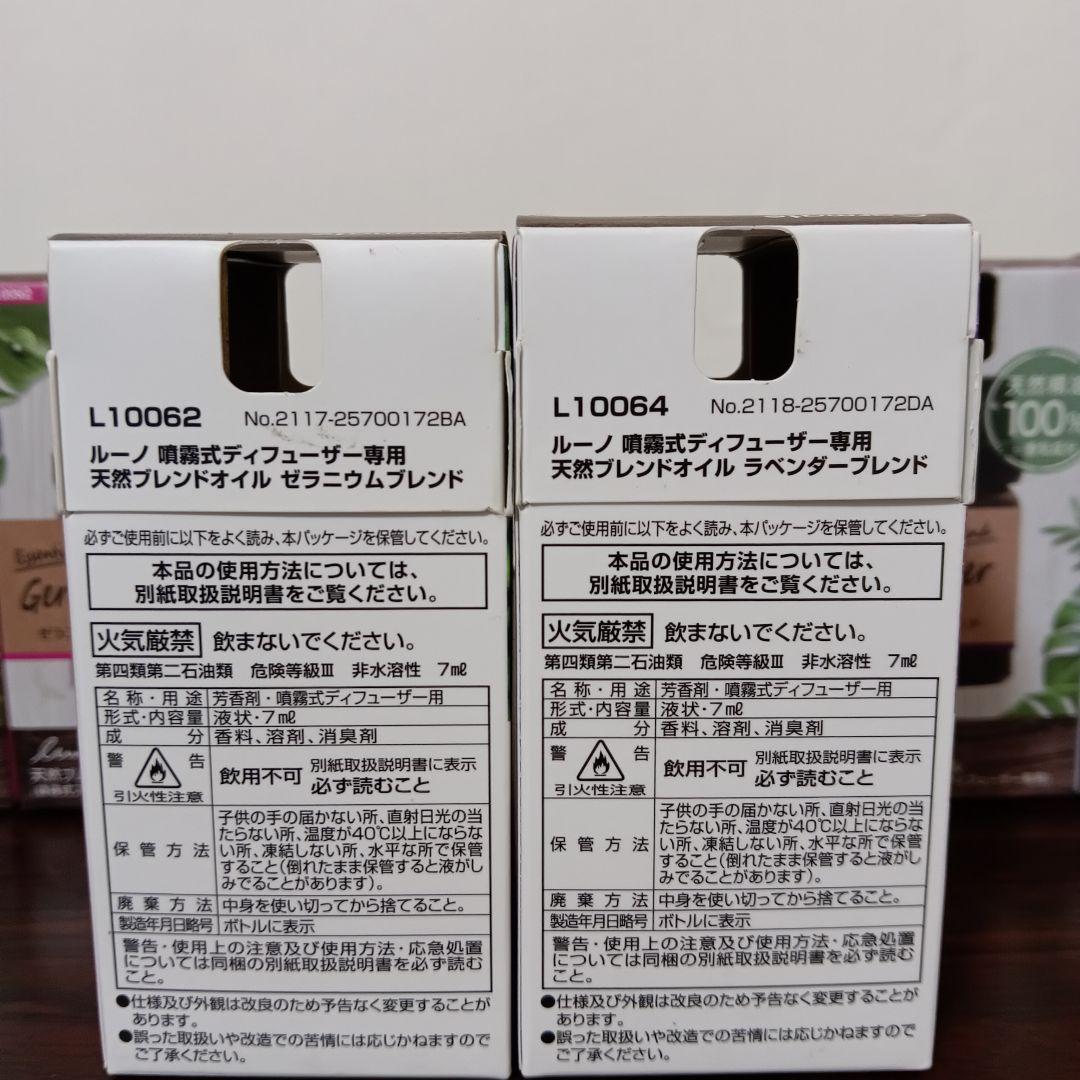 L10062 No.2117-25700172BA
ルーノ 噴霧式ディフューザー専用
天然ブレンドオイル ゼラニウムブレンド
必ずご使用前に以下をよく読み、本パッケージを保管してください。
本品の使用方法については、
別紙取扱説明書をご覧ください。
火気厳禁 飲まないでください。
第四類第二石油類 危険等級Ⅲ 非水溶性 7㎖
名称・用途 芳香剤・噴霧式ディフューザー用
形式・内容量 液状・7㎖
成分 香料、溶剤、消臭剤
警告
引火性注意
飲用不可 別紙取扱説明書に表示
必ず読むこと
保管方法
子供の手の届かない所、直射日光の当
たらない所、温度が40℃以上にならな
い所、凍結しない所、水平な所で保管
すること(倒れたまま保管すると液がし
みでることがあります)。
廃棄方法 中身を使い切ってから捨てること。
製造年月日略号 ボトルに表示
警告・使用上の注意及び使用方法・応急処置
については同梱の別紙取扱説明書を必ず読む
こと。
●仕様及び外観は改良のため予告なく変更することが
あります。
●誤った取扱いや改造での苦情には応じかねますので
ご了承ください。
L10064 No.2118-25700172DA
ルーノ 噴霧式ディフューザー専用
天然ブレンドオイル ラベンダーブレンド
必ずご使用前に以下をよく読み、本パッケージを保管してください。
本品の使用方法については、
別紙取扱説明書をご覧ください。
火気厳禁 飲まないでください。
第四類第二石油類 危険等級Ⅲ 非水溶性 7㎖
名称・用途 芳香剤・噴霧式ディフューザー用
形式・内容量 液状・7㎖
成分 香料、溶剤、消臭剤
警告
引火性注意
飲用不可 別紙取扱説明書に表示
必ず読むこと
保管方法
子供の手の届かない所、直射日光の当
たらない所、温度が40℃以上にならな
い所、凍結しない所、水平な所で保管
すること(倒れたまま保管すると液がし
みでることがあります)。
廃棄方法 中身を使い切ってから捨てること。
製造年月日略号 ボトルに表示
警告・使用上の注意及び使用方法・応急処置
については同梱の別紙取扱説明書を必ず読む
こと。
●仕様及び外観は改良のため予告なく変更することが
あります。
●誤った取扱いや改造での苦情には応じかねますので
ご了承ください。
100%